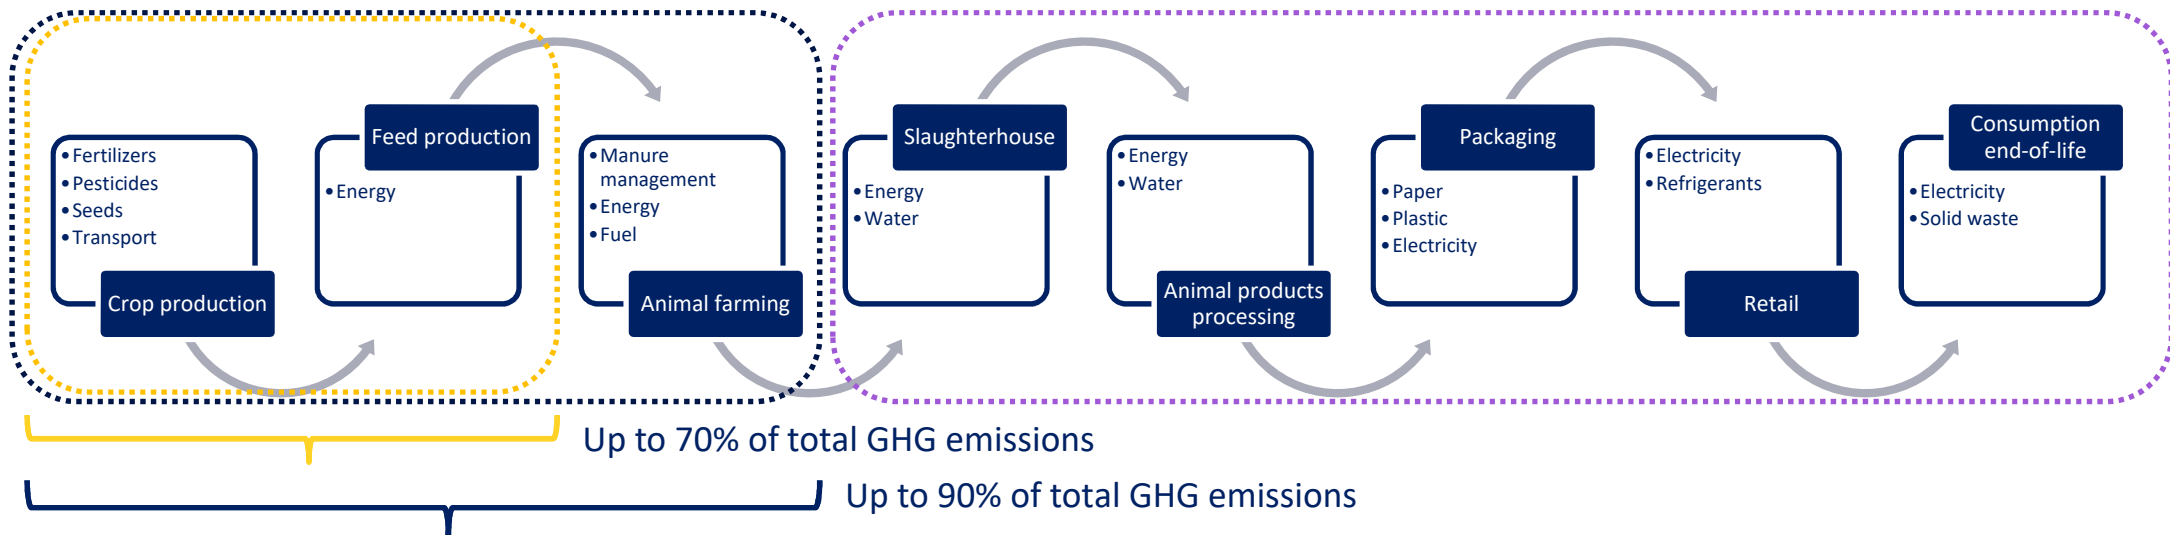 • Fertilizers
• Pesticides
• Seeds
• Transport
Crop production
Feed production
• Energy
• Manure
management
• Energy
• Fuel
Animal farming
Slaughterhouse
• Energy
• Water
• Energy
• Water
Animal products
processing
Packaging
• Paper
• Plastic
• Electricity
• Electricity
• Refrigerants
Retail
Consumption
end-of-life
• Electricity
• Solid waste
Up to 70% of total GHG emissions
Up to 90% of total GHG emissions